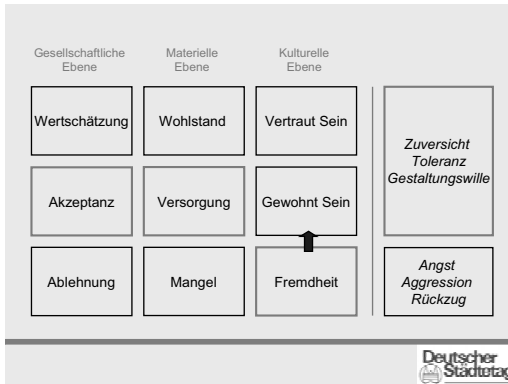 Gesellschaftliche
Ebene
Materielle
Ebene
Kulturelle
Ebene
Wertschätzung
Wohlstand
Vertraut Sein
Zuversicht
Toleranz
Gestaltungswille
Akzeptanz
Versorgung
Gewohnt Sein
Ablehnung
Mangel
Fremdheit
Angst
Aggression
Rückzug
Deutscher
Städtetag